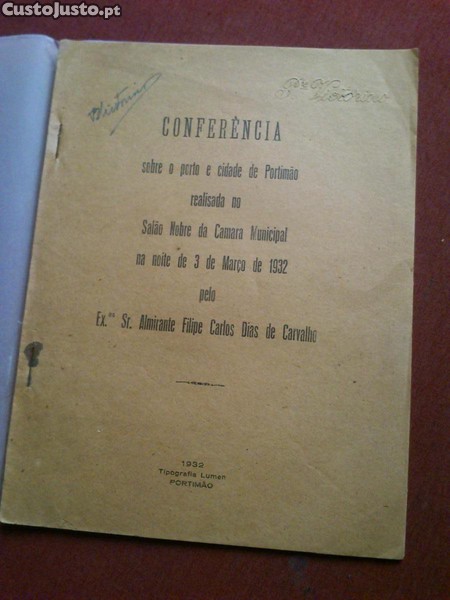 CustoJusto.pt
CONFERÊNCIA
sobre o porto e cidade de Portimão
realisada no
Salão Nobre da Camara Municipal
na noite de 3 de Março de 1932
pelo
Ex.mo Sr. Almirante Filipe Carlos Dias de Carvalho
1932
Tipografia Lumen
PORTIMÃO